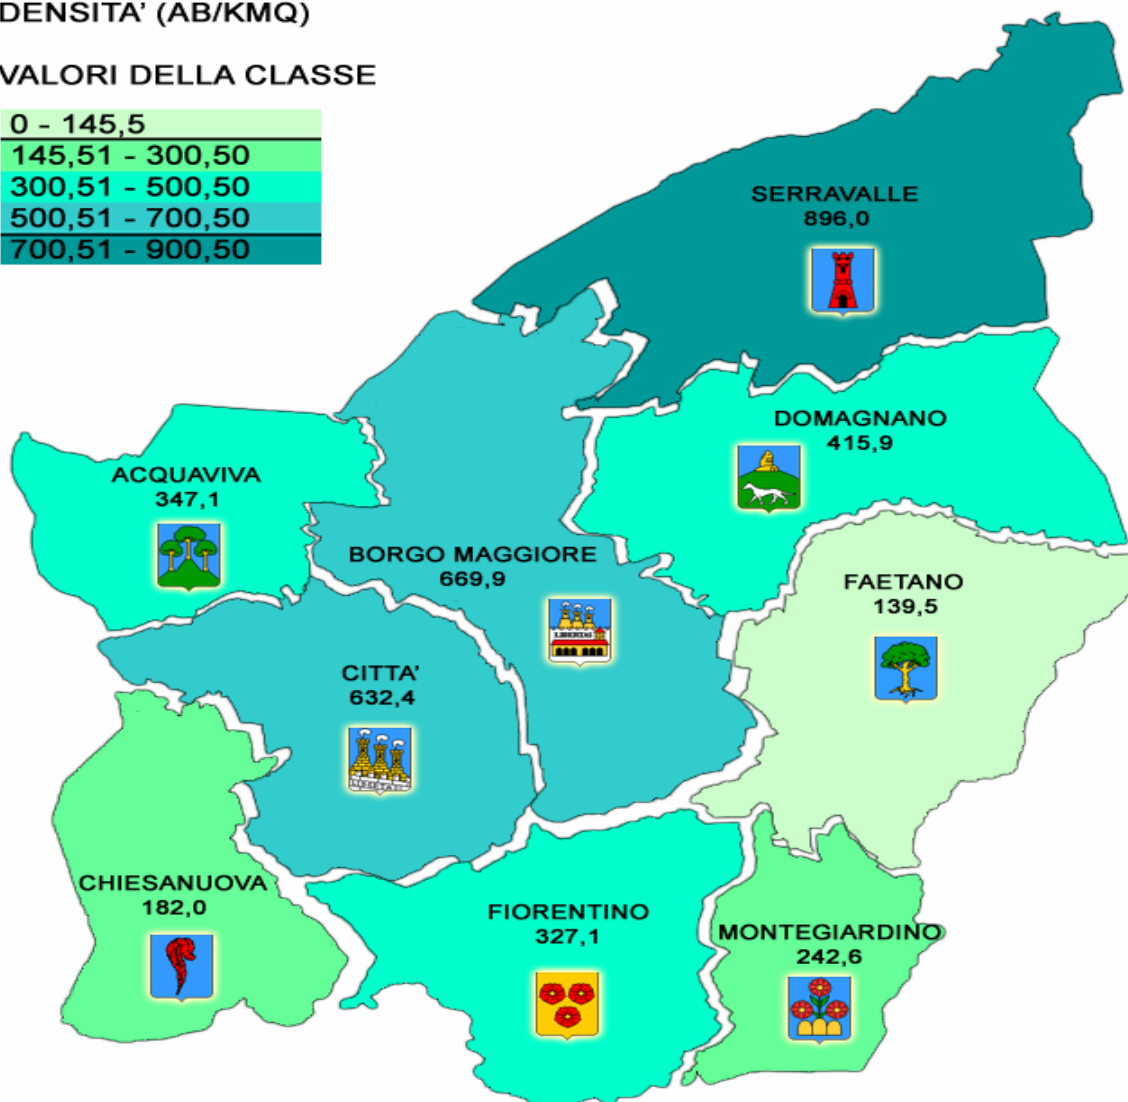 DENSITA' (AB/KMQ)
VALORI DELLA CLASSE
0 - 145,5
145,51 - 300,50
300,51 - 500,50
500,51 - 700,50
700,51 - 900,50
SERRAVALLE
896,0
DOMAGNANO
415,9
ACQUAVIVA
347,1
BORGO MAGGIORE
669,9
LIBERTAS
FAETANO
139,5
CITTA'
632,4
CHIESANUOVA
182,0
FIORENTINO
327,1
MONTEGIARDINO
242,6